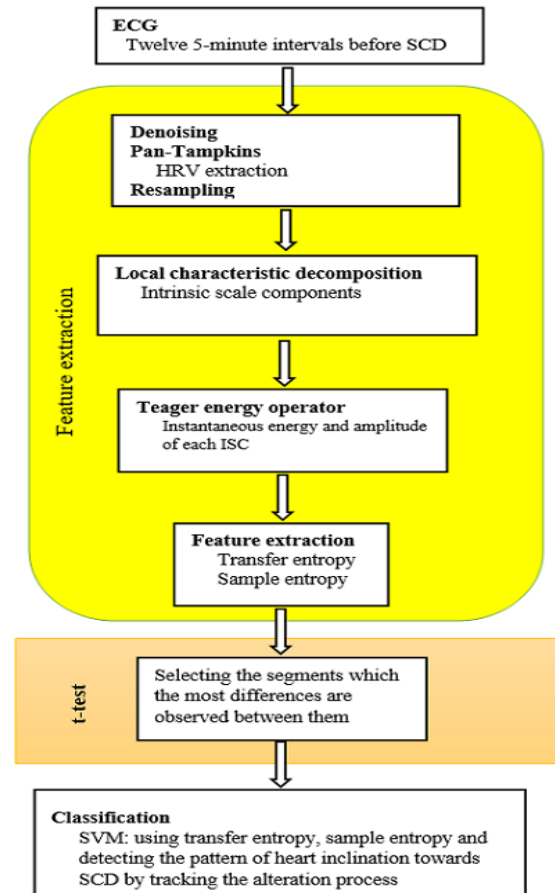 ECG
Twelve 5-minute intervals before SCD
Denoising
Pan-Tampkins
HRV extraction
Resampling
Local characteristic decomposition
Intrinsic scale components
Teager energy operator
Instantaneous energy and amplitude
of each ISC
Feature extraction
Transfer entropy
Sample entropy
Feature extraction
Selecting the segments which
the most differences are
observed between them
t-test
Classification
SVM: using transfer entropy, sample entropy and
detecting the pattern of heart inclination towards
SCD by tracking the alteration process